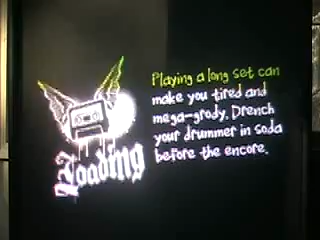 Playing a long set can
make you tired and
mega-grody. Drench
your drummer in soda
before the encore.
Loading